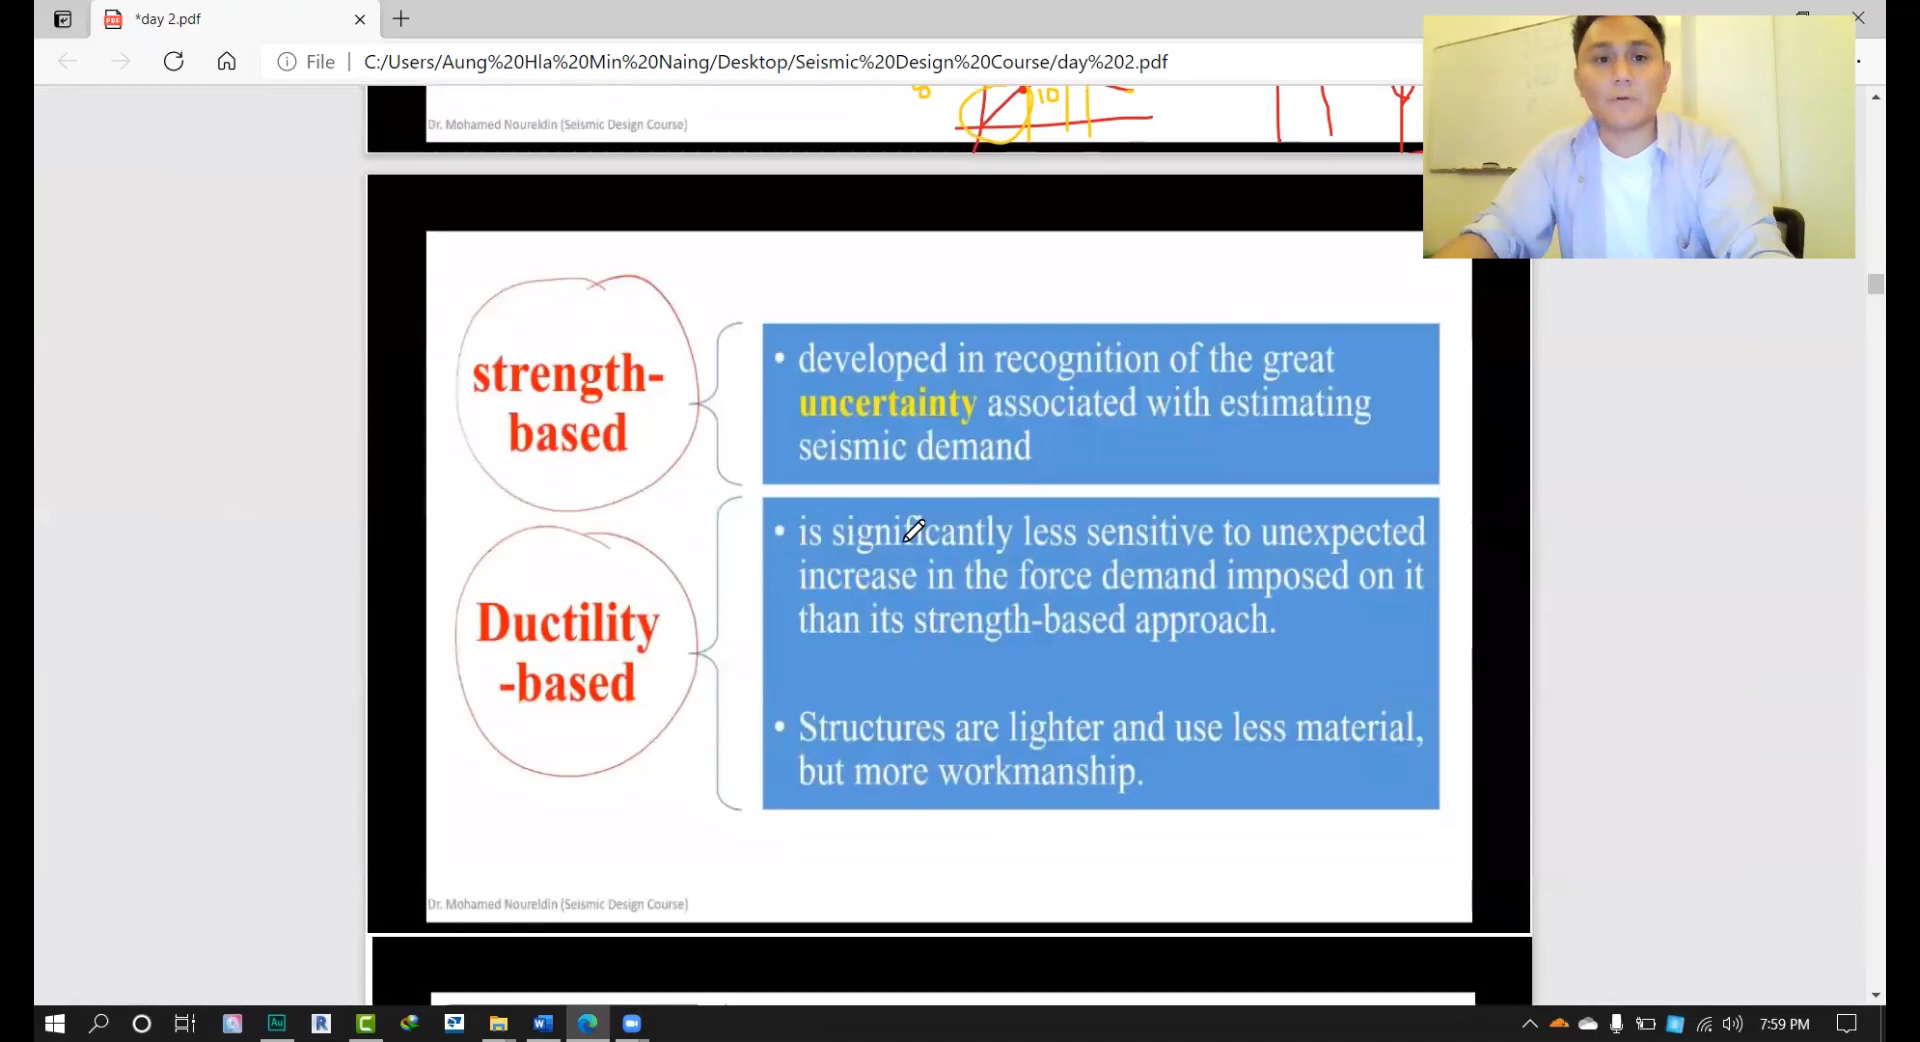 *day 2.pdf
File
C:/Users/Aung%20Hla%20Min%20Naing/Desktop/Seismic%20Design%20Course/day%202.pdf
10
Dr. Mohamed Noureldin (Seismic Design Course)
strength-
based
• developed in recognition of the great
uncertainty associated with estimating
seismic demand
Ductility
-based
• is significantly less sensitive to unexpected
increase in the force demand imposed on it
than its strength-based approach.
• Structures are lighter and use less material,
but more workmanship.
Dr. Mohamed Noureldin (Seismic Design Course)
7:59 PM